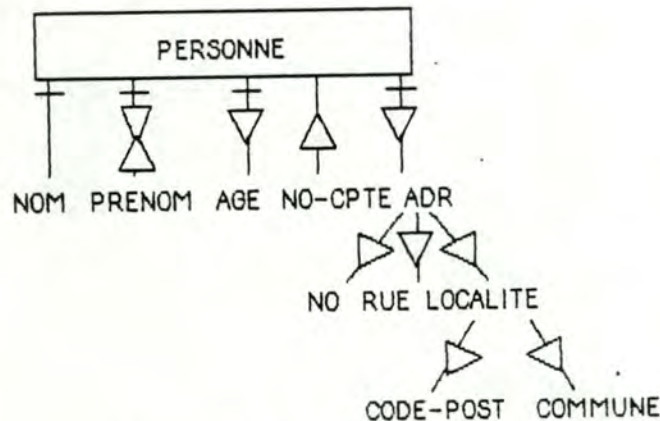 PERSONNE
NOM PRENOM AGE NO-CPTE ADR
NO RUE LOCALITE
CODE-POST COMMUNE